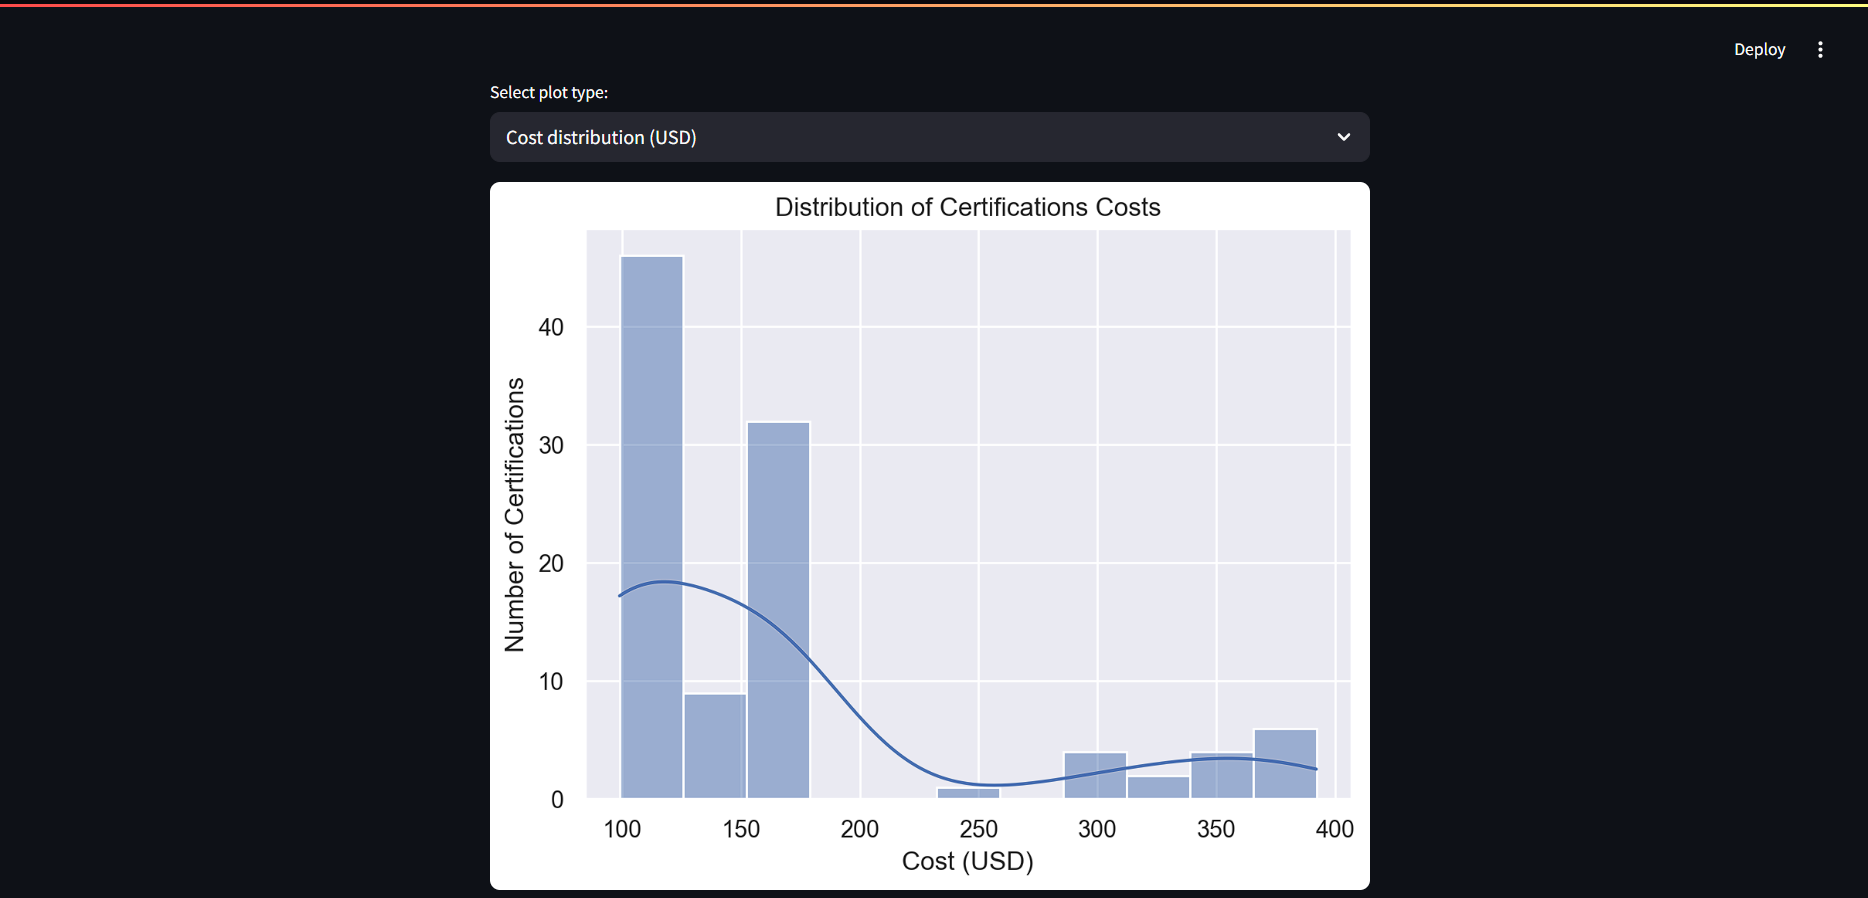 Deploy
Select plot type:
Cost distribution (USD)
Distribution of Certifications Costs
Number of Certifications
40
30
20
10
0
100 150 200 250 300 350 400
Cost (USD)